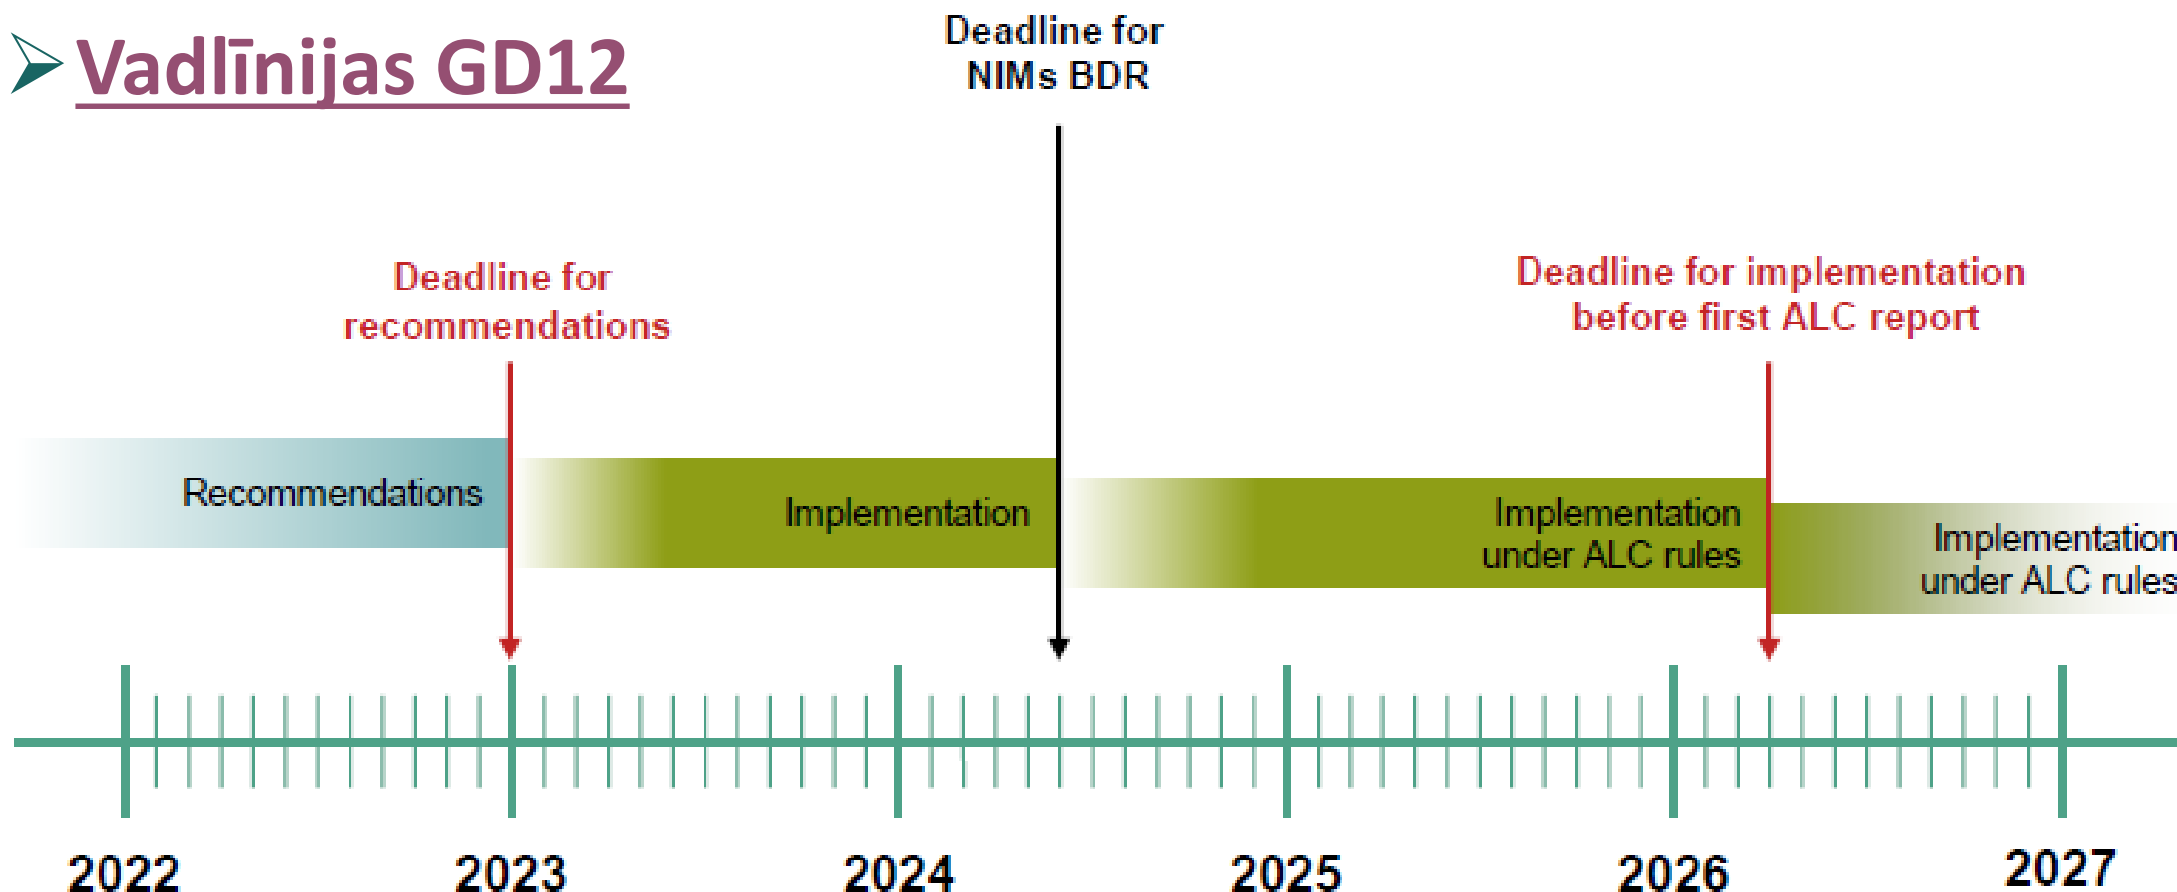 Vadlīnijas GD12
Deadline for
NIMs BDR
Deadline for
recommendations
Deadline for implementation
before first ALC report
Recommendations
Implementation
Implementation
under ALC rules
Implementation
under ALC rules
2022
2023
2024
2025
2026
2027